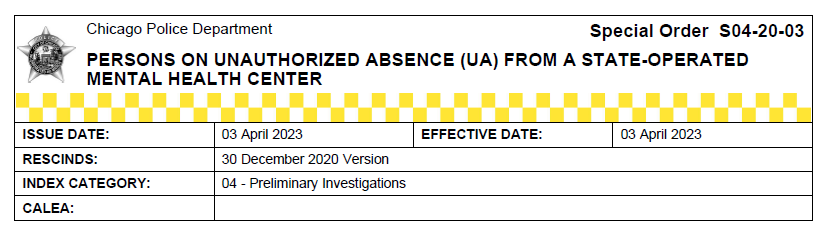 Chicago Police Department
Special Order S04-20-03
PERSONS ON UNAUTHORIZED ABSENCE (UA) FROM A STATE-OPERATED
MENTAL HEALTH CENTER
ISSUE DATE: 03 April 2023 EFFECTIVE DATE: 03 April 2023
RESCINDS: 30 December 2020 Version
INDEX CATEGORY: 04 - Preliminary Investigations
CALEA: